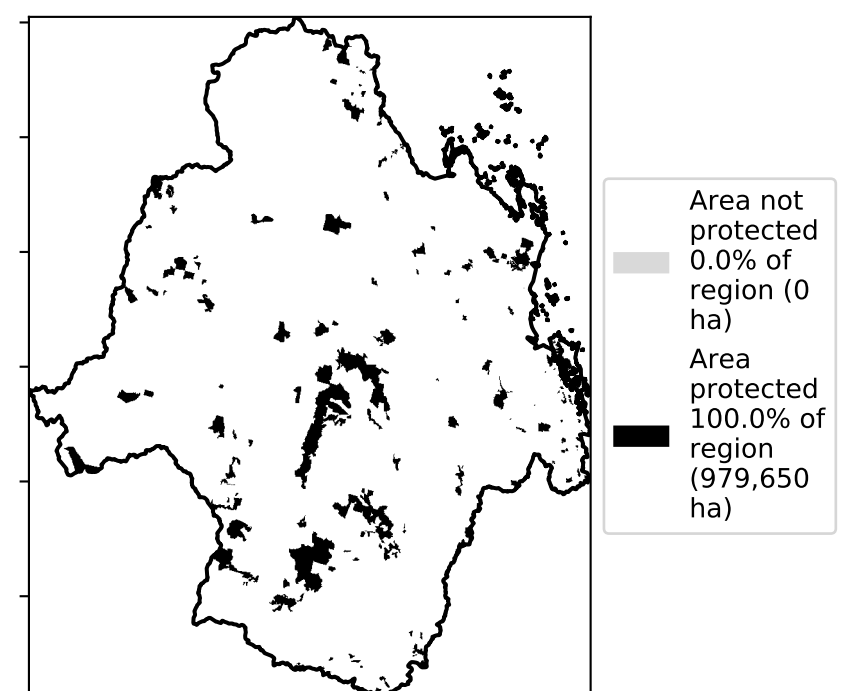 Area not
protected
0.0% of
region (0
ha)
Area
protected
100.0% of
region
(979,650
ha)